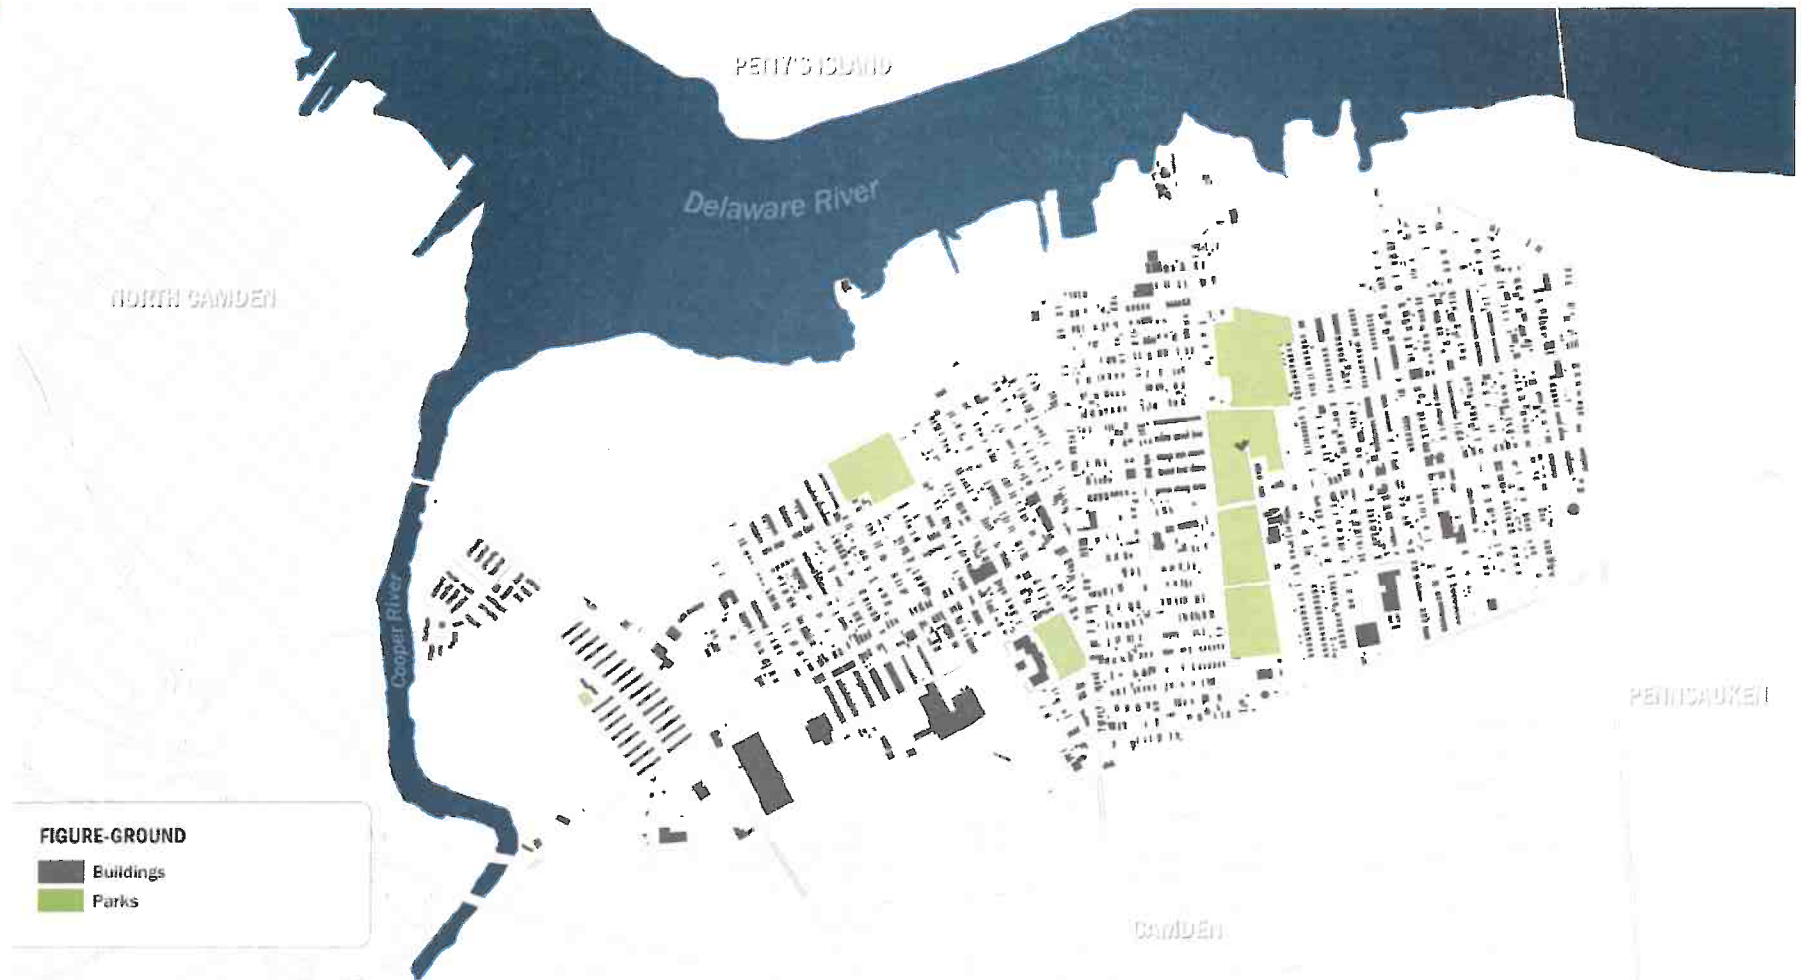 PETTY'S ISLAND
Delaware River
NORTH CAMDEN
Cooper River
PENNSAUKEN
FIGURE-GROUND
Buildings
Parks
CAMDEN